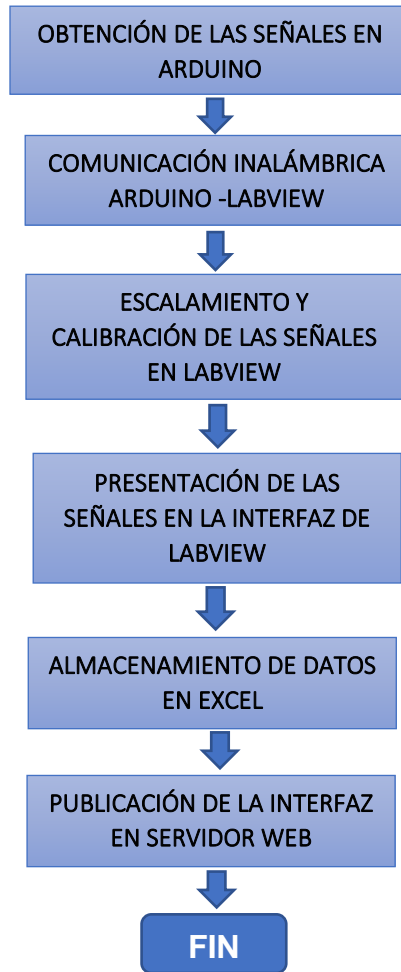 OBTENCIÓN DE LAS SEÑALES EN
ARDUINO
COMUNICACIÓN INALÁMBRICA
ARDUINO -LABVIEW
ESCALAMIENTO Y
CALIBRACIÓN DE LAS SEÑALES
EN LABVIEW
PRESENTACIÓN DE LAS
SEÑALES EN LA INTERFAZ DE
LABVIEW
ALMACENAMIENTO DE DATOS
EN EXCEL
PUBLICACIÓN DE LA INTERFAZ
EN SERVIDOR WEB
FIN